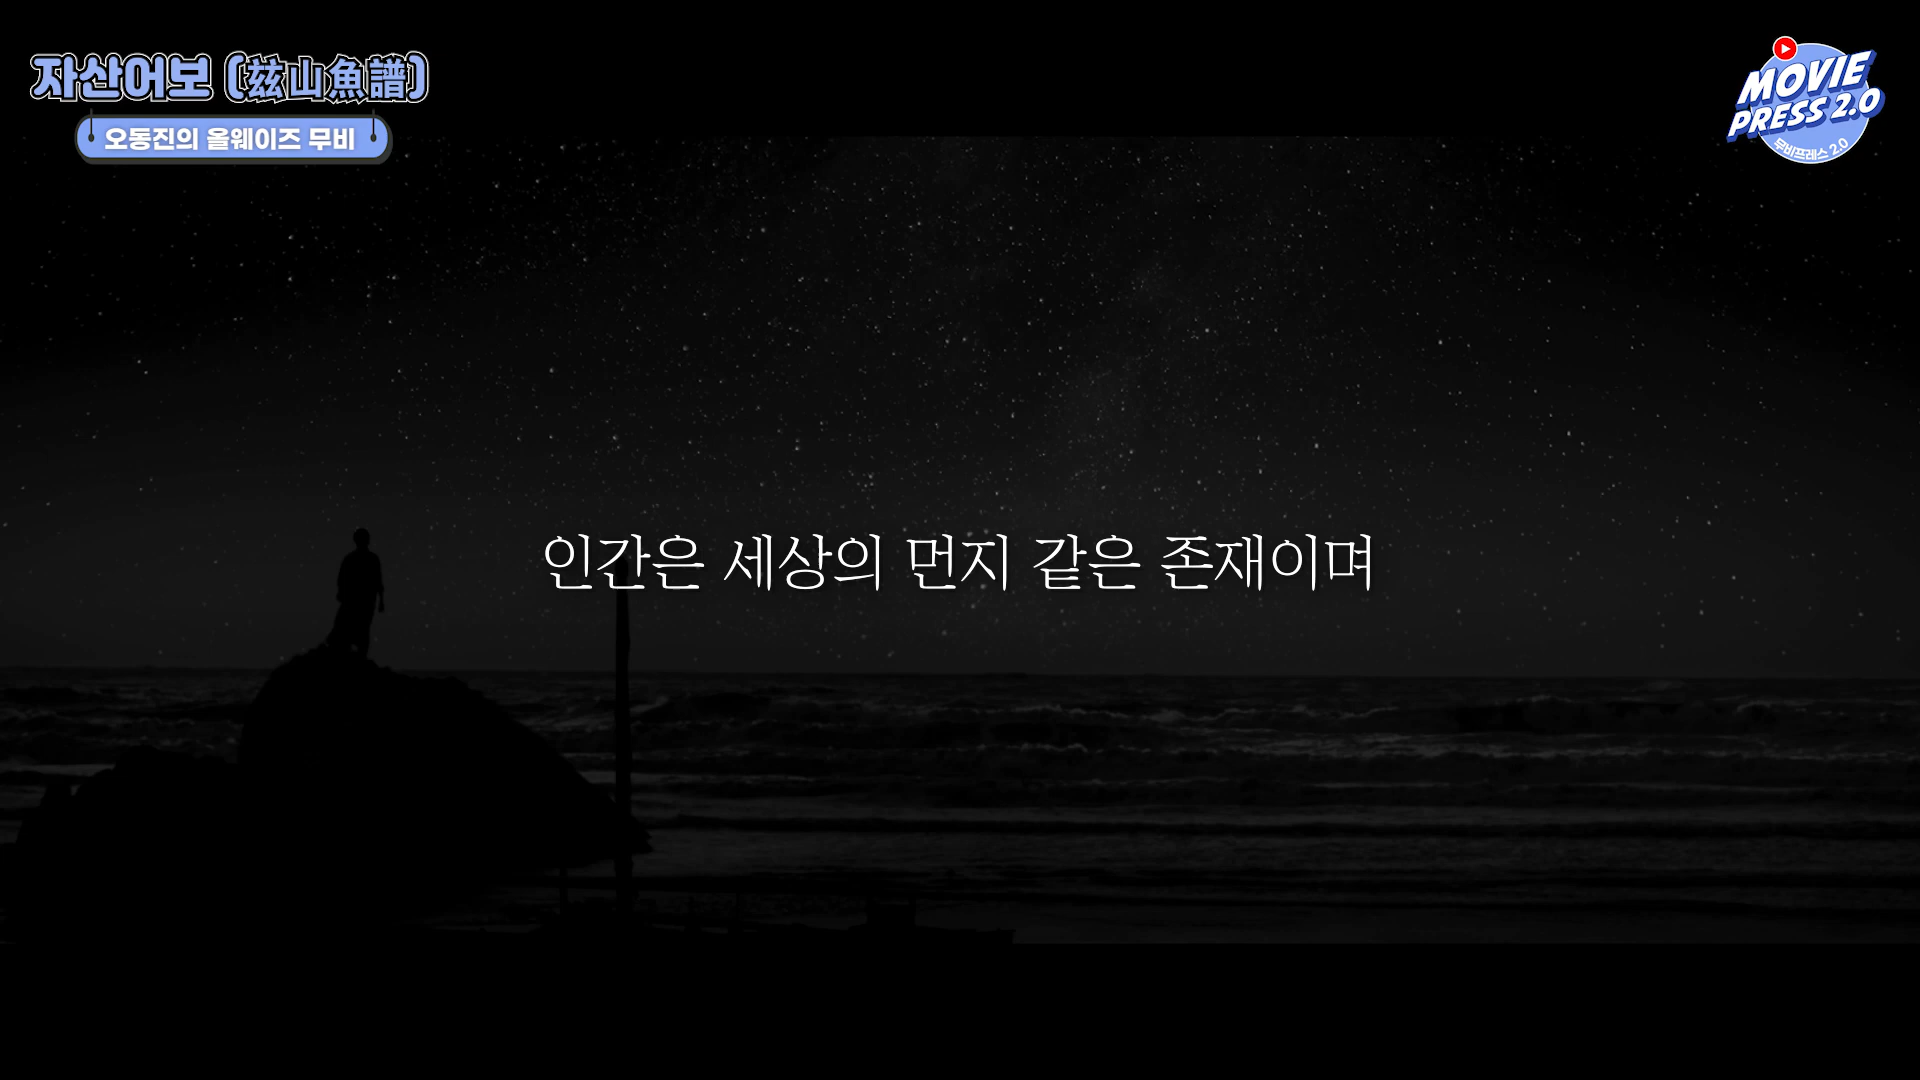 자산어보 (玆山魚譜)
오동진의 올웨이즈 무비
MOVIE
PRESS 2.0
무비프레스 2.0
인간은 세상의 먼지 같은 존재이며